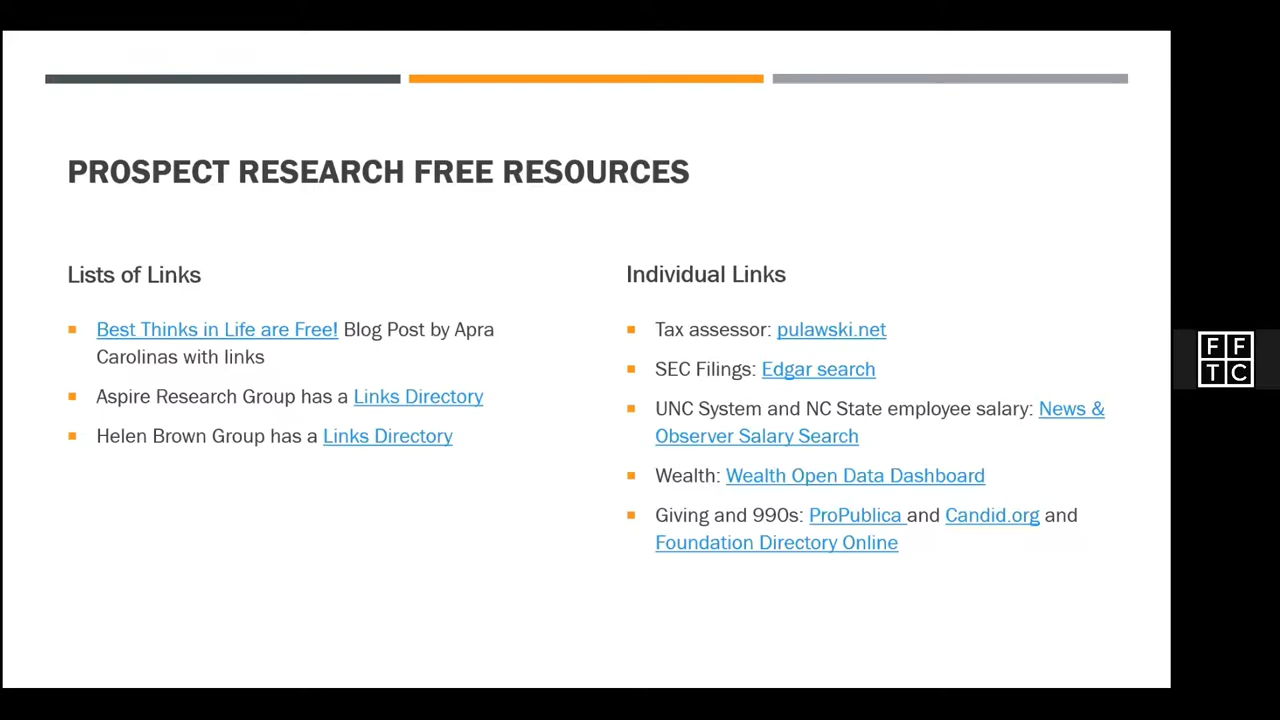 PROSPECT RESEARCH FREE RESOURCES
Lists of Links
Best Thinks in Life are Free! Blog Post by Apra
Carolinas with links
Aspire Research Group has a Links Directory
Helen Brown Group has a Links Directory
Individual Links
Tax assessor: pulawski.net
SEC Filings: Edgar search
UNC System and NC State employee salary: News &
Observer Salary Search
Wealth: Wealth Open Data Dashboard
Giving and 990s: ProPublica and Candid.org and
Foundation Directory Online
F F
T C